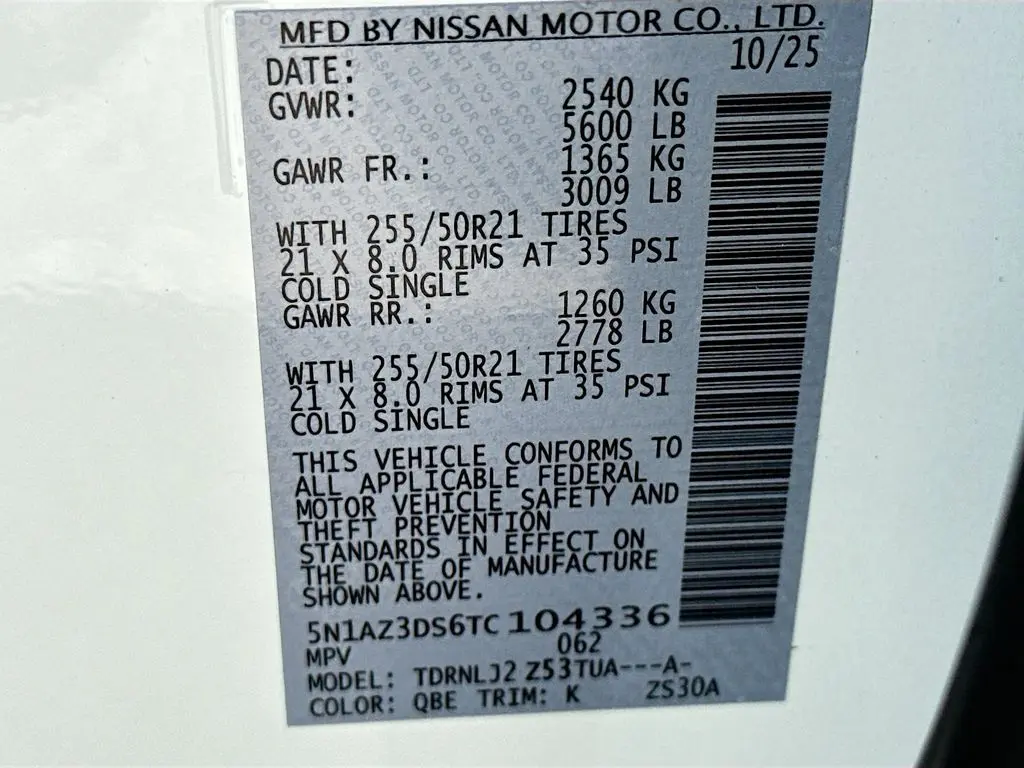 MFD BY NISSAN MOTOR CO., LTD.
DATE: 10/25
GVWR: 2540 KG
5600 LB
GAWR FR.: 1365 KG
3009 LB
WITH 255/50R21 TIRES
21 X 8.0 RIMS AT 35 PSI
COLD SINGLE
GAWR RR.: 1260 KG
2778 LB
WITH 255/50R21 TIRES
21 X 8.0 RIMS AT 35 PSI
COLD SINGLE
THIS VEHICLE CONFORMS TO
ALL APPLICABLE FEDERAL
MOTOR VEHICLE SAFETY AND
THEFT PREVENTION
STANDARDS IN EFFECT ON
THE DATE OF MANUFACTURE
SHOWN ABOVE.
5N1AZ3DS6TC104336
MPV 062
MODEL: TDRNLJ2 Z53TUA---A-
COLOR: QBE TRIM: K ZS30A